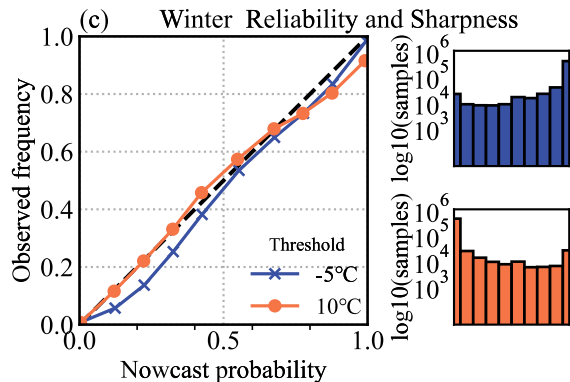 (c) Winter Reliability and Sharpness
Observed frequency
1.0
0.8
0.6
0.4
0.2
0.0
0.0
0.5
1.0
Nowcast probability
Threshold
-5°C
10°C
log10(samples)
10^6
10^5
10^4
10^3
log10(samples)
10^6
10^5
10^4
10^3